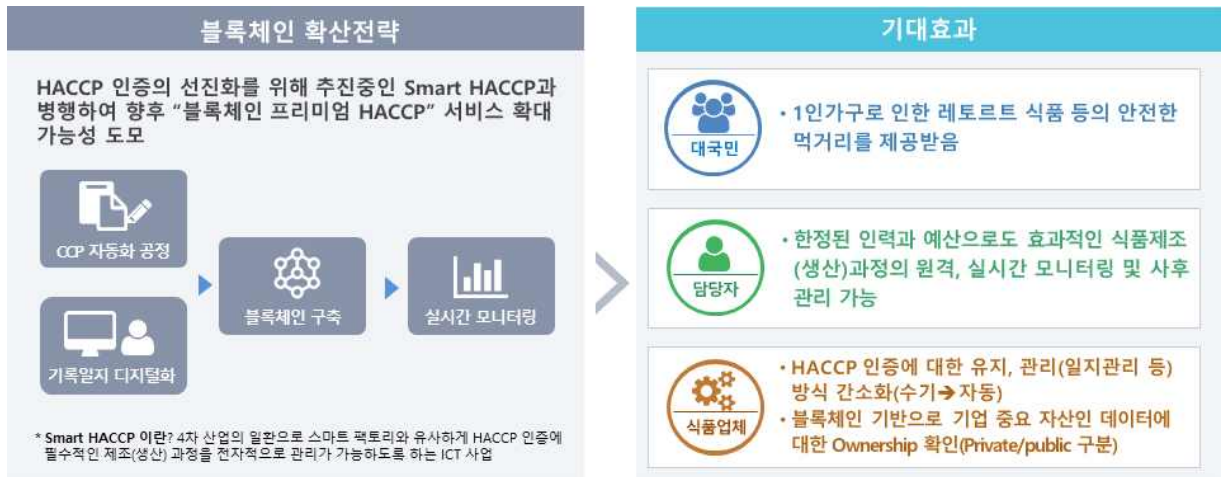 블록체인 확산전략
HACCP 인증의 선진화를 위해 추진중인 Smart HACCP과
병행하여 향후 “블록체인 프리미엄 HACCP” 서비스 확대
가능성 도모
CCP 자동화 공정
기록일지 디지털화
블록체인 구축
실시간 모니터링
* Smart HACCP 이란? 4차 산업의 일환으로 스마트 팩토리와 유사하게 HACCP 인증에
필수적인 제조(생산) 과정을 전자적으로 관리가 가능하도록 하는 ICT 사업
기대효과
대국민
• 1인가구로 인한 레토르트 식품 등의 안전한
먹거리를 제공받음
담당자
• 한정된 인력과 예산으로도 효과적인 식품제조
(생산)과정의 원격, 실시간 모니터링 및 사후
관리 가능
식품업체
• HACCP 인증에 대한 유지, 관리(일지관리 등)
방식 간소화(수기➔자동)
• 블록체인 기반으로 기업 중요 자산인 데이터에
대한 Ownership 확인(Private/public 구분)